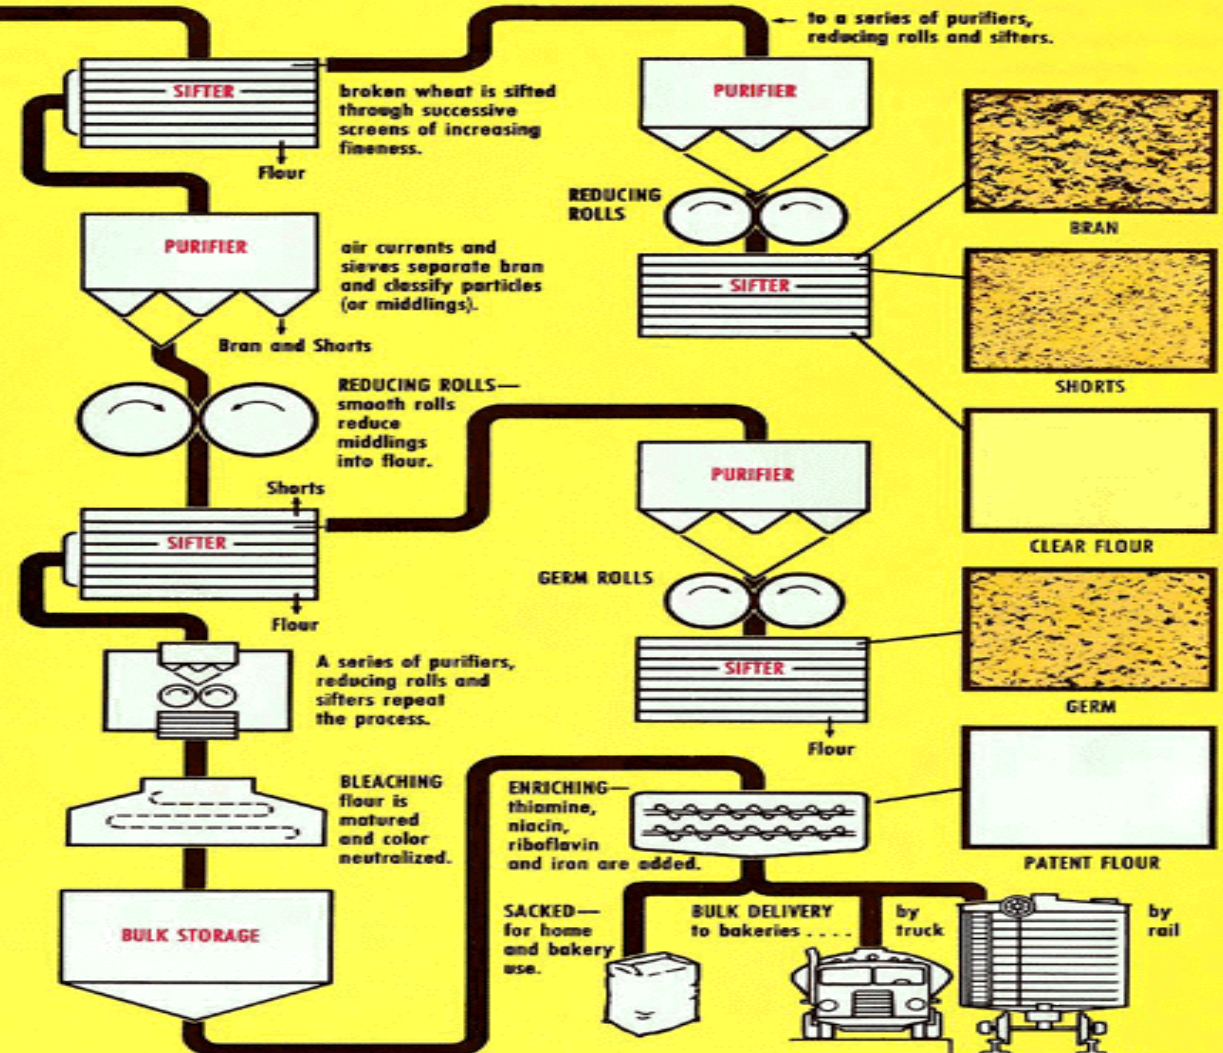 to a series of purifiers,
reducing rolls and sifters.
SIFTER
broken wheat is sifted
through successive
screens of increasing
fineness.
Flour
PURIFIER
REDUCING
ROLLS
SIFTER
BRAN
SHORTS
CLEAR FLOUR
PURIFIER
air currents and
sieves separate bran
and classify particles
(or middlings).
Bran and Shorts
REDUCING ROLLS—
smooth rolls
reduce
middlings
into flour.
Shorts
SIFTER
Flour
PURIFIER
GERM ROLLS
SIFTER
Flour
GERM
A series of purifiers,
reducing rolls and
sifters repeat
the process.
BLEACHING
flour is
matured
and color
neutralized.
BULK STORAGE
ENRICHING—
thiamine,
niacin,
riboflavin
and iron are added.
PATENT FLOUR
SACKED—
for home
and bakery
use.
BULK DELIVERY
to bakeries . . . .
by
truck
by
rail